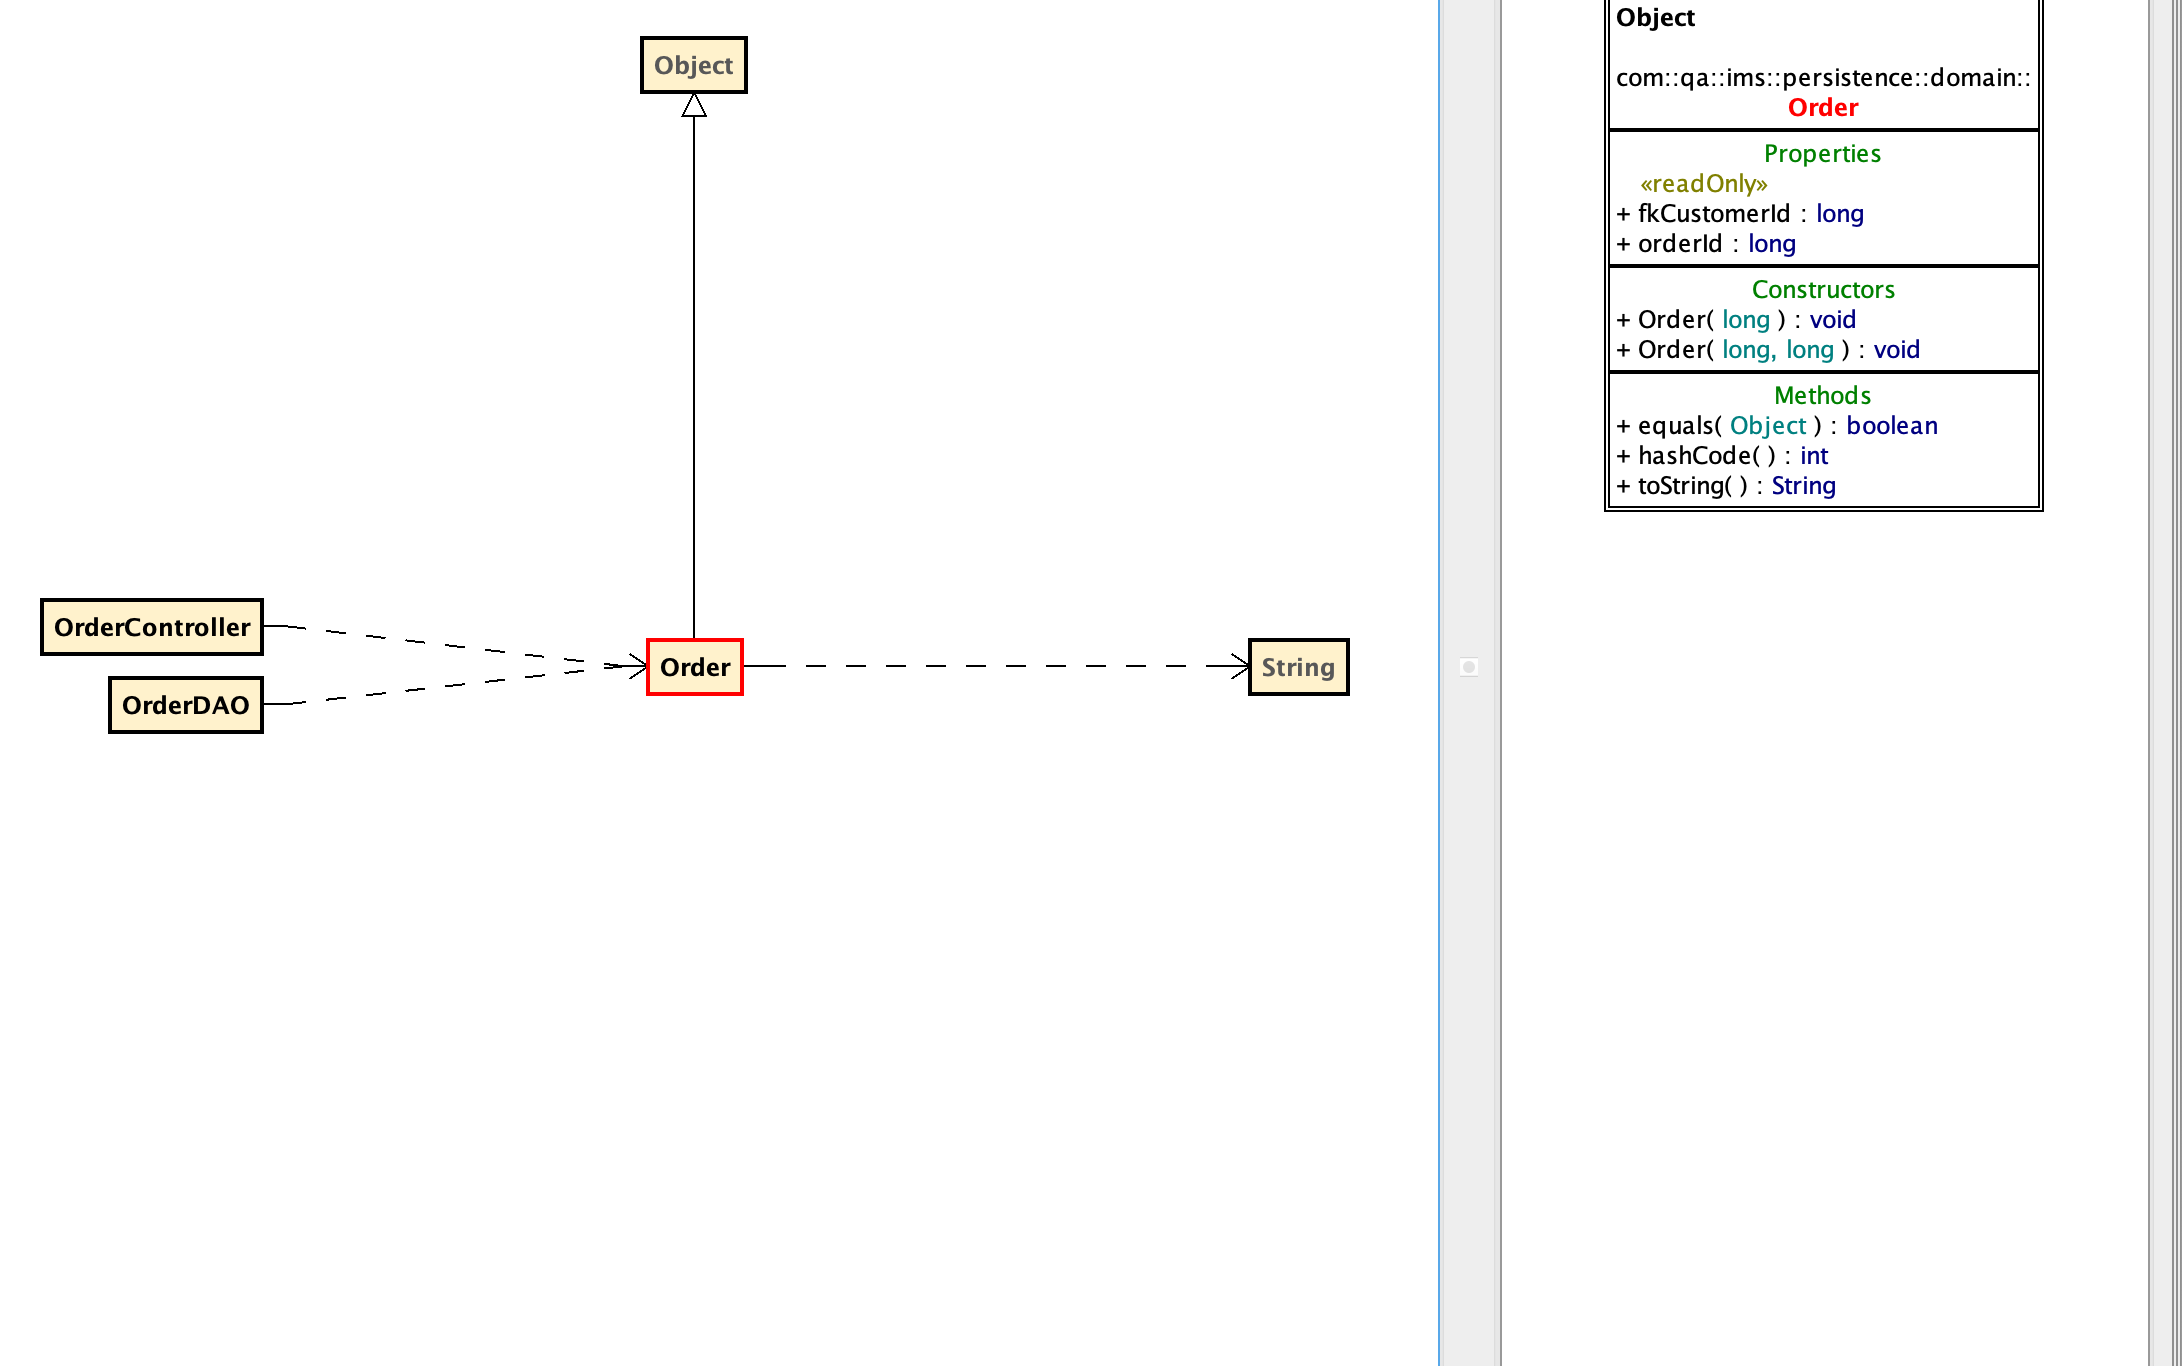 Object
OrderController
OrderDAO
Order
String
Object
com::qa::ims::persistence::domain::
Order
Properties
«readOnly»
+ fkCustomerId : long
+ orderId : long
Constructors
+ Order( long ) : void
+ Order( long, long ) : void
Methods
+ equals( Object ) : boolean
+ hashCode( ) : int
+ toString( ) : String